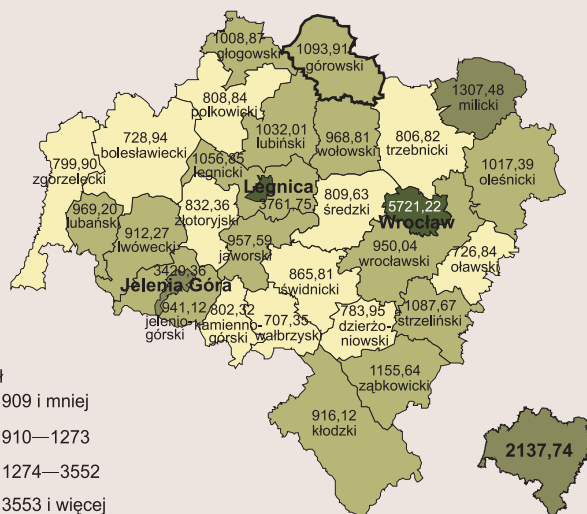 1008,87
głogowski
1093,91
górowski
1307,48
milicki
808,84
polkowicki
1032,01
lubiński
968,81
wołowski
806,82
trzebnicki
728,94
bolesławiecki
1017,39
oleśnicki
799,90
zgorzelecki
1056,85
legnicki
Legnica
3761,75
809,63
średzki
5721,22
Wrocław
969,20
lubański
832,36
złotoryjski
912,27
lwówecki
957,59
jaworski
950,04
wrocławski
726,84
oławski
3429,36
Jelenia Góra
865,81
świdnicki
941,12
jelenio-
górski
802,32
kamienno-
górski
707,35
wałbrzyski
783,95
dzierżo-
niowski
1087,67
strzeliński
1155,64
ząbkowicki
916,12
kłodzki
ł
909 i mniej
910—1273
1274—3552
3553 i więcej
2137,74